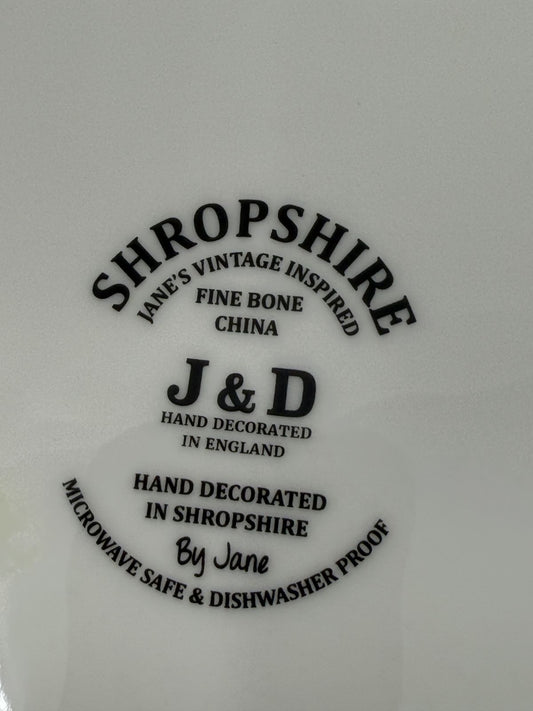 SHROPSHIRE
JANE'S VINTAGE INSPIRED
FINE BONE
CHINA
J & D
HAND DECORATED
IN ENGLAND
HAND DECORATED
IN SHROPSHIRE
By Jane
MICROWAVE SAFE & DISHWASHER PROOF